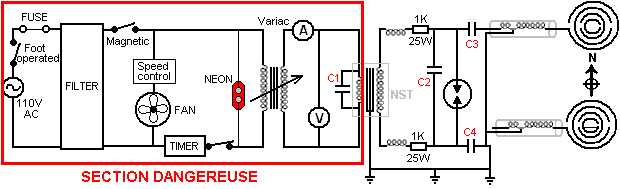 FUSE
Foot
operated
110V
AC
FILTER
Magnetic
Speed
control
FAN
TIMER
NEON
Variac
A
V
C1
NST
1K
25W
C2
C3
1K
25W
C4
N
SECTION DANGEREUSE